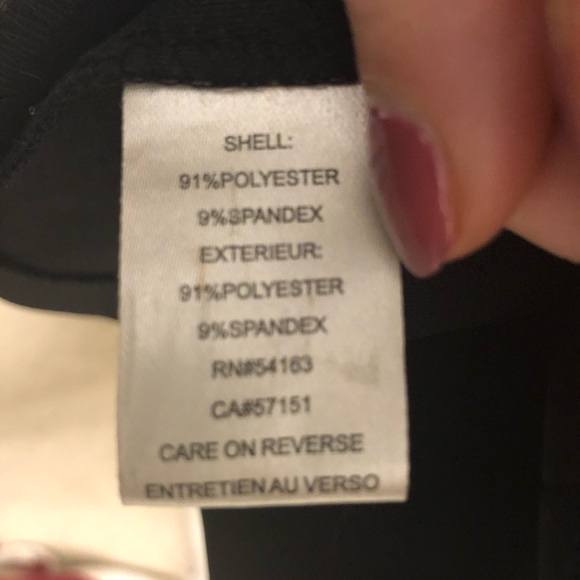 SHELL:
91%POLYESTER
9%SPANDEX
EXTERIEUR:
91%POLYESTER
9%SPANDEX
RN#54163
CA#57151
CARE ON REVERSE
ENTRETIEN AU VERSO